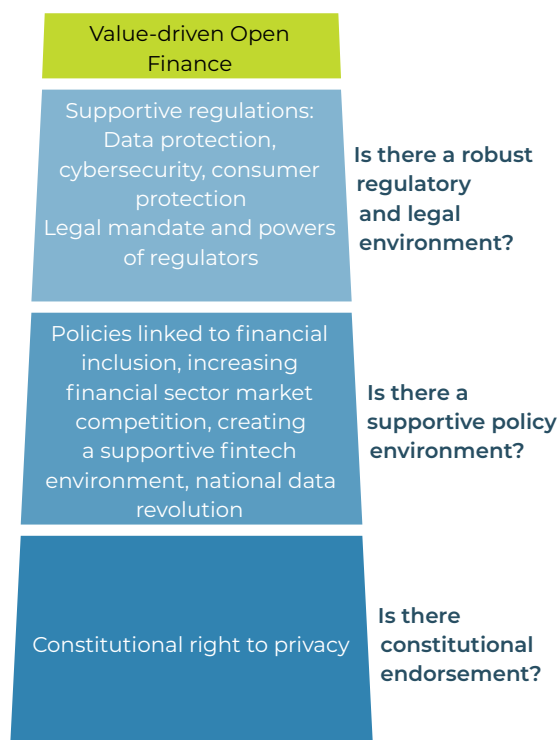 Value-driven Open
Finance
Supportive regulations:
Data protection,
cybersecurity, consumer
protection
Legal mandate and powers
of regulators
Is there a robust
regulatory
and legal
environment?
Policies linked to financial
inclusion, increasing
financial sector market
competition, creating
a supportive fintech
environment, national data
revolution
Is there a
supportive policy
environment?
Constitutional right to privacy
Is there
constitutional
endorsement?